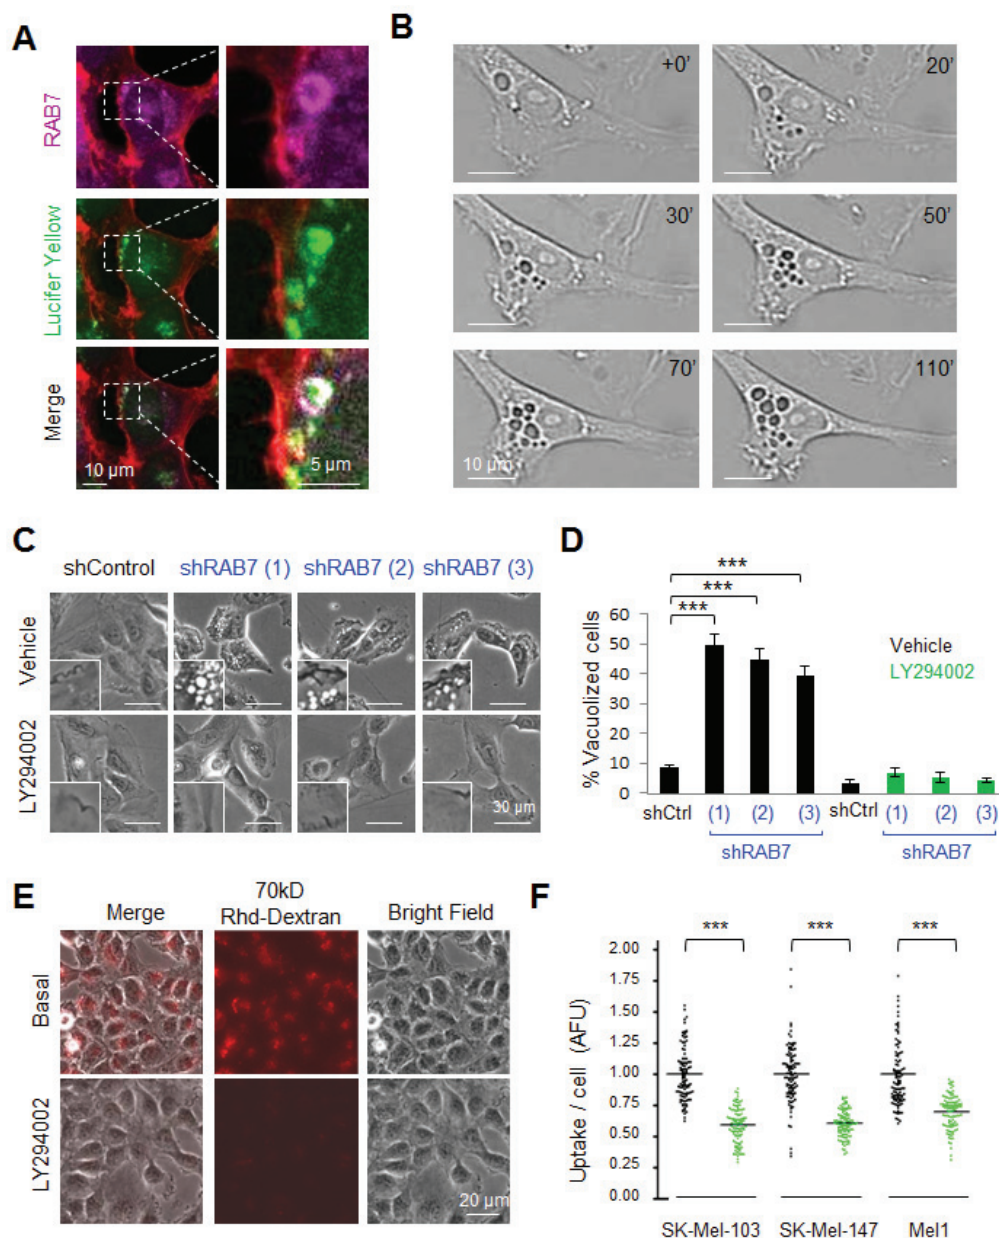 A
RAB7
Lucifer Yellow
Merge
10 µm
5 µm
B
+0'
20'
30'
50'
70'
110'
10 µm
C
shControl
shRAB7 (1)
shRAB7 (2)
shRAB7 (3)
Vehicle
LY294002
30 µm
D
***
***
***
% Vacuolized cells
60
50
40
30
20
10
0
Vehicle
LY294002
shCtrl
(1)
(2)
(3)
shCtrl
(1)
(2)
(3)
shRAB7
shRAB7
E
Merge
70kD
Rhd-Dextran
Bright Field
Basal
LY294002
20 µm
F
***
***
***
Uptake / cell (AFU)
2.00
1.75
1.50
1.25
1.00
0.75
0.50
0.25
0.00
SK-Mel-103
SK-Mel-147
Mel1